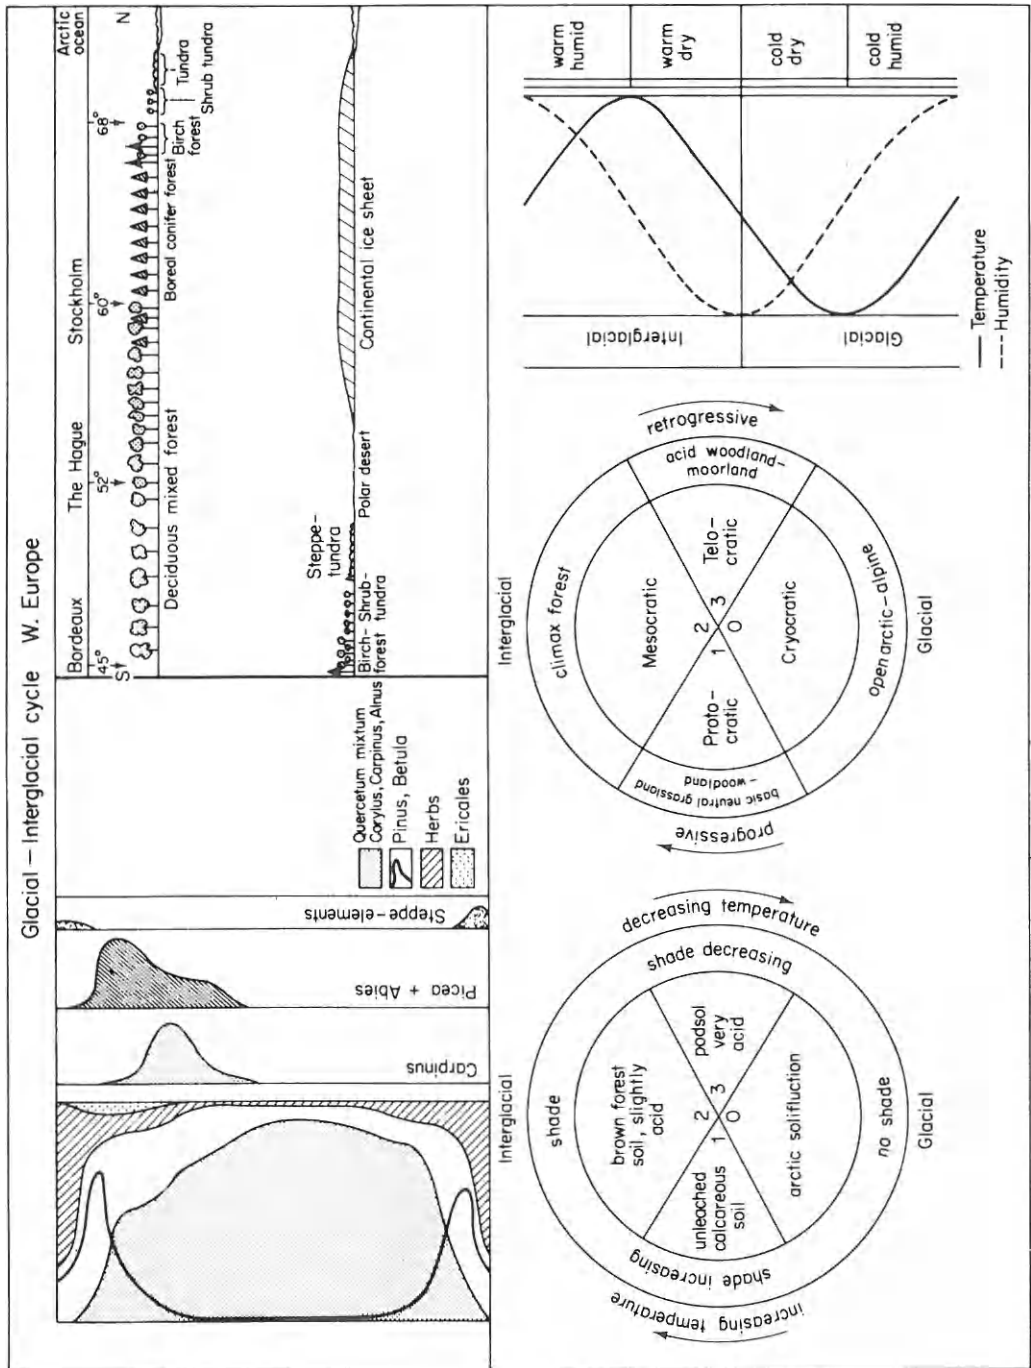 Glacial – Interglacial cycle W. Europe
Steppe-elements
Picea + Abies
Carpinus
Quercetum mixtum
Corylus, Carpinus, Alnus
Pinus, Betula
Herbs
Ericales
Bordeaux
The Hague
Stockholm
Arctic
ocean
45°
52°
60°
68°
S
N
Deciduous mixed forest
Boreal conifer forest
Birch
forest
Shrub tundra
Tundra
Birch-
forest
Shrub-
tundra
Steppe-
tundra
Polar desert
Continental ice sheet
Interglacial
shade
shade decreasing
decreasing temperature
no shade
shade increasing
increasing temperature
brown forest
soil, slightly
acid
podsol
very
acid
arctic solifluction
unleached
calcareous
soil
2
3
1
0
Glacial
Interglacial
climax forest
retrogressive
acid woodland–
moorland
open arctic-alpine
basic neutral grassland
- woodland
progressive
Mesocratic
Telo-
cratic
Cryocratic
Proto-
cratic
2
3
1
0
Glacial
Interglacial
Glacial
warm
humid
warm
dry
cold
dry
cold
humid
Temperature
Humidity